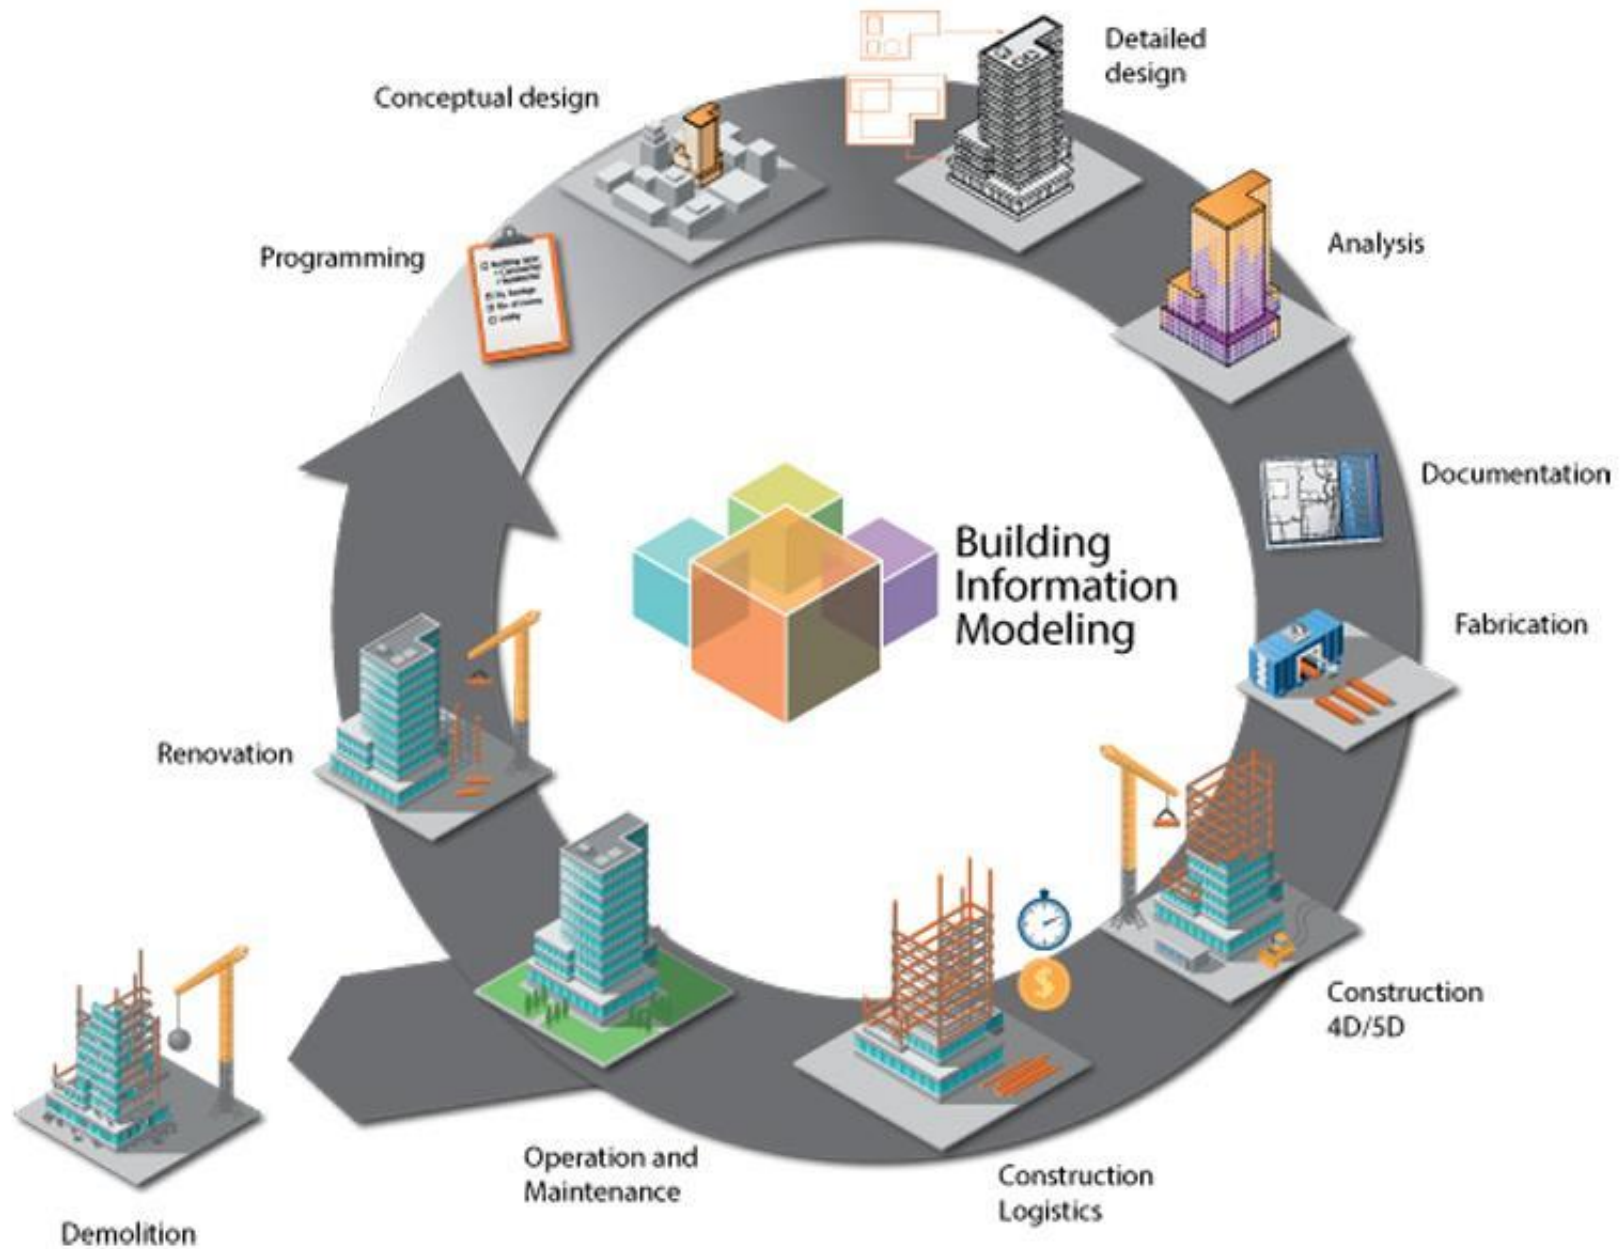 Detailed
design
Conceptual design
Programming
Analysis
Documentation
Building
Information
Modeling
Fabrication
Renovation
$
Construction
4D/5D
Operation and
Maintenance
Construction
Logistics
Demolition